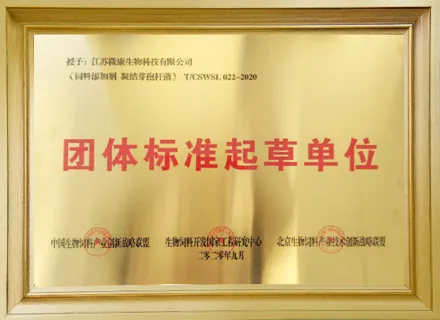 授予：江苏微康生物科技有限公司
《饲料添加剂 凝结芽孢杆菌》 T/CSWSL 022-2020
团体标准起草单位
中国生物饲料产业创新战略联盟 生物饲料开发国家工程研究中心 北京生物饲料产业技术创新战略联盟
二〇二〇年九月